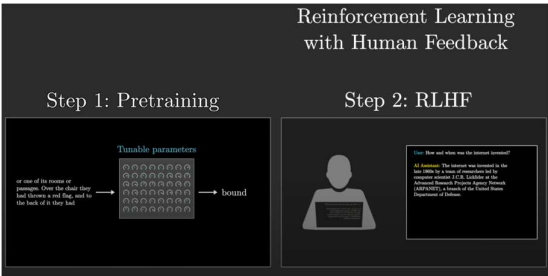 Reinforcement Learning
with Human Feedback
Step 1: Pretraining
Step 2: RLHF
Tunable parameters
or one of its rooms or
passages. Over the chair they
had thrown a red flag, and to
the back of it they had
bound
User: How and when was the internet invented?
AI Assistant: The internet was invented in the
late 1960s by a team of researchers led by
computer scientist J.C.R. Licklider at the
Advanced Research Projects Agency Network
(ARPANET), a branch of the United States
Department of Defense.